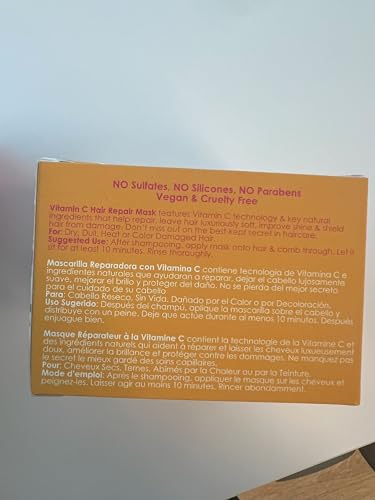 NO Sulfates, NO Silicones, NO Parabens
Vegan & Cruelty Free
Vitamin C Hair Repair Mask features Vitamin C technology & key natural
ingredients that help repair, leave hair luxuriously soft, improve shine & shield
hair from damage. Don't miss out on the best kept secret in haircare.
For: Dry, Dull, Heat or Color Damaged Hair
Suggested Use: After shampooing, apply mask onto hair & comb through. Let it
sit for at least 10 minutes. Rinse thoroughly.
Mascarilla Reparadora con Vitamina C contiene tecnología de Vitamina C e
ingredientes naturales que ayudaran a reparar, dejar el cabello lujosamente
suave, mejorar el brillo y protéger del daño. No se pierda del mejor secreto
para el cuidado de su cabello
Para: Cabello Reseco, Sin Vida, Dañado por el Calor o por Decoloración.
Uso Sugerido: Después del shampoo, aplique la mascarilla sobre el cabello y
distribuye con un peine. Deje que actúe durante al menos 10 minutos. Después
enjuague bien.
Masque Réparateur à la Vitamine C contient la technologie de la Vitamine C et
des ingrédients naturels qui aident à réparer et laisser les cheveux luxueusement
doux, améliorer la brillance et protéger contre les dommages. Ne manquez pas
le secret le mieux gardé des soins capillaires.
Pour: Cheveux Secs, Ternes, Abîmés par la Chaleur ou par la Teinture.
Mode d'emploi: Après le shampooing, appliquer le masque sur les cheveux et
peignez-les. Laisser agir au moins 10 minutes. Rincer abondamment.